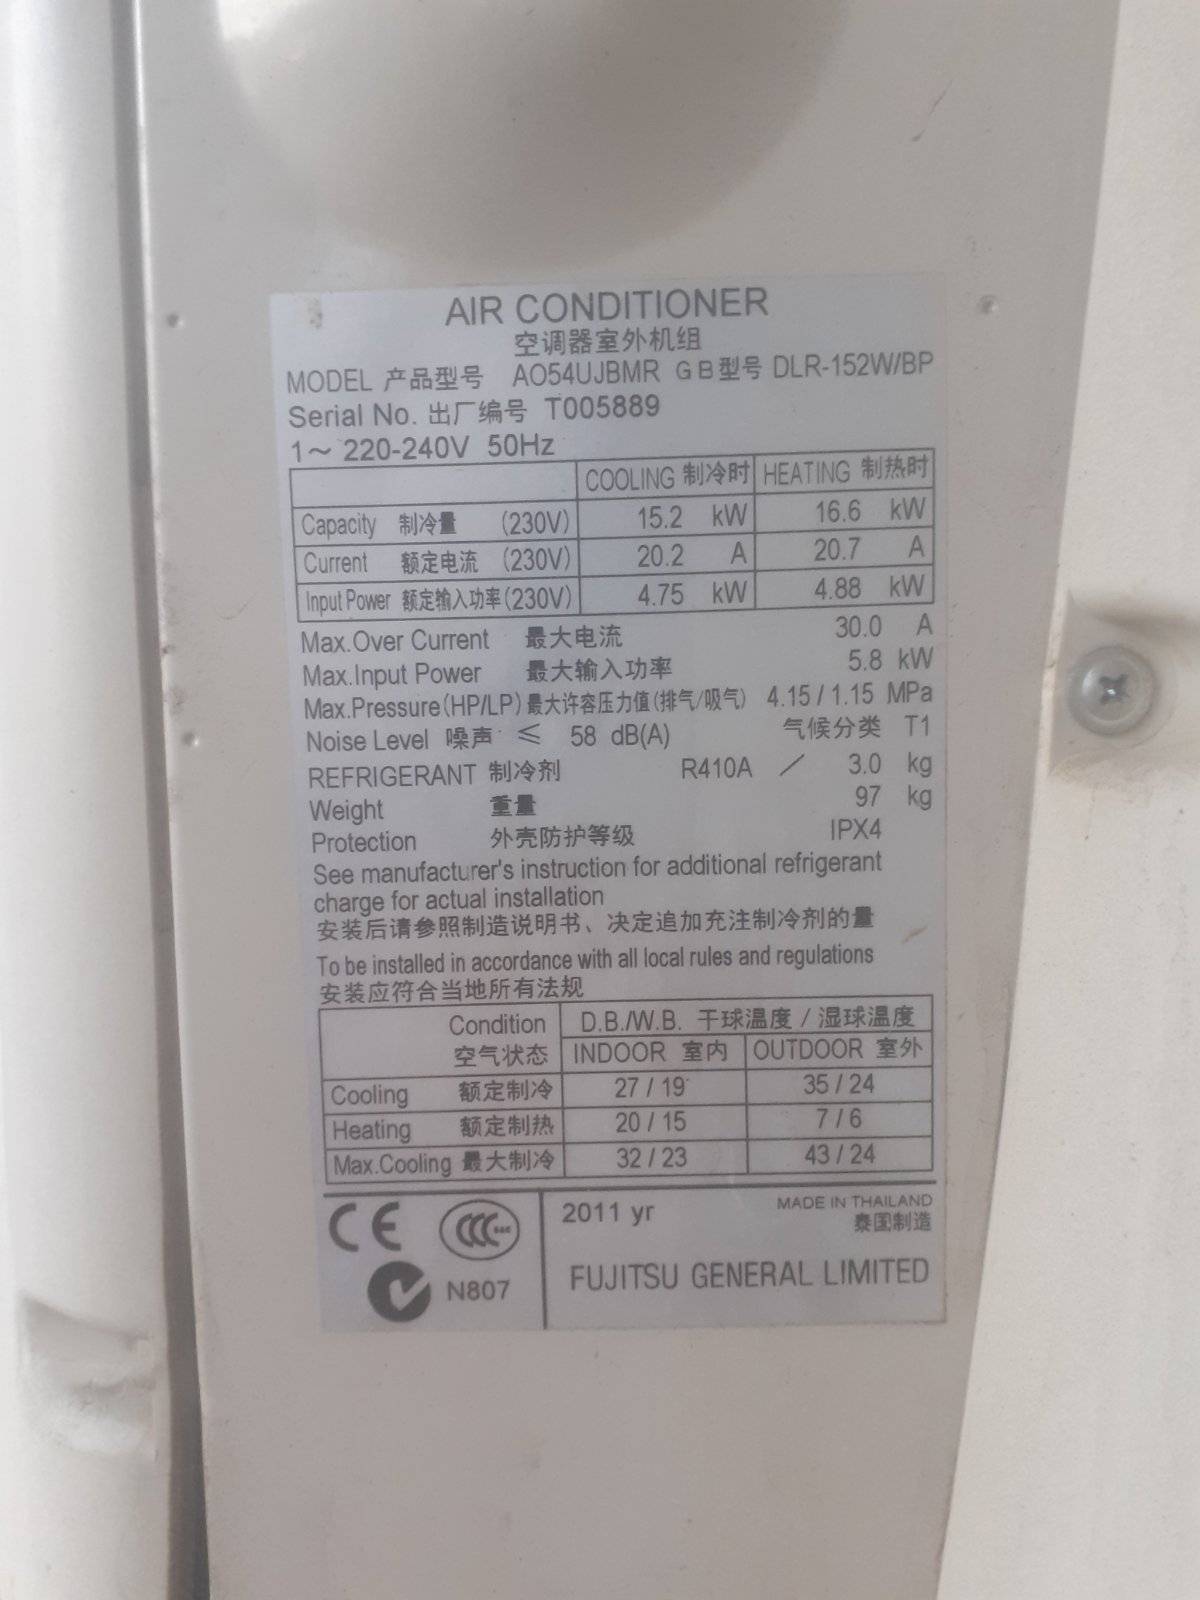 AIR CONDITIONER
空调器室外机组
MODEL 产品型号 AO54UJBMR GB型号 DLR-152W/BP
Serial No. 出厂编号 T005889
1～ 220-240V 50Hz
COOLING 制冷时 HEATING 制热时
Capacity 制冷量 (230V) 15.2 kW 16.6 kW
Current 额定电流 (230V) 20.2 A 20.7 A
Input Power 额定输入功率(230V) 4.75 kW 4.88 kW
Max.Over Current 最大电流 30.0 A
Max.Input Power 最大输入功率 5.8 kW
Max.Pressure(HP/LP) 最大许容压力值(排气/吸气) 4.15 / 1.15 MPa
Noise Level 噪声 ≤ 58 dB(A) 气候分类 T1
REFRIGERANT 制冷剂 R410A ／ 3.0 kg
Weight 重量 97 kg
Protection 外壳防护等级 IPX4
See manufacturer's instruction for additional refrigerant
charge for actual installation
安装后请参照制造说明书、决定追加充注制冷剂的量
To be installed in accordance with all local rules and regulations
安装应符合当地所有法规
Condition D.B./W.B. 干球温度 / 湿球温度
空气状态 INDOOR 室内 OUTDOOR 室外
Cooling 额定制冷 27 / 19 35 / 24
Heating 额定制热 20 / 15 7 / 6
Max.Cooling 最大制冷 32 / 23 43 / 24
CE CCC 2011 yr MADE IN THAILAND
泰国制造
N807 FUJITSU GENERAL LIMITED